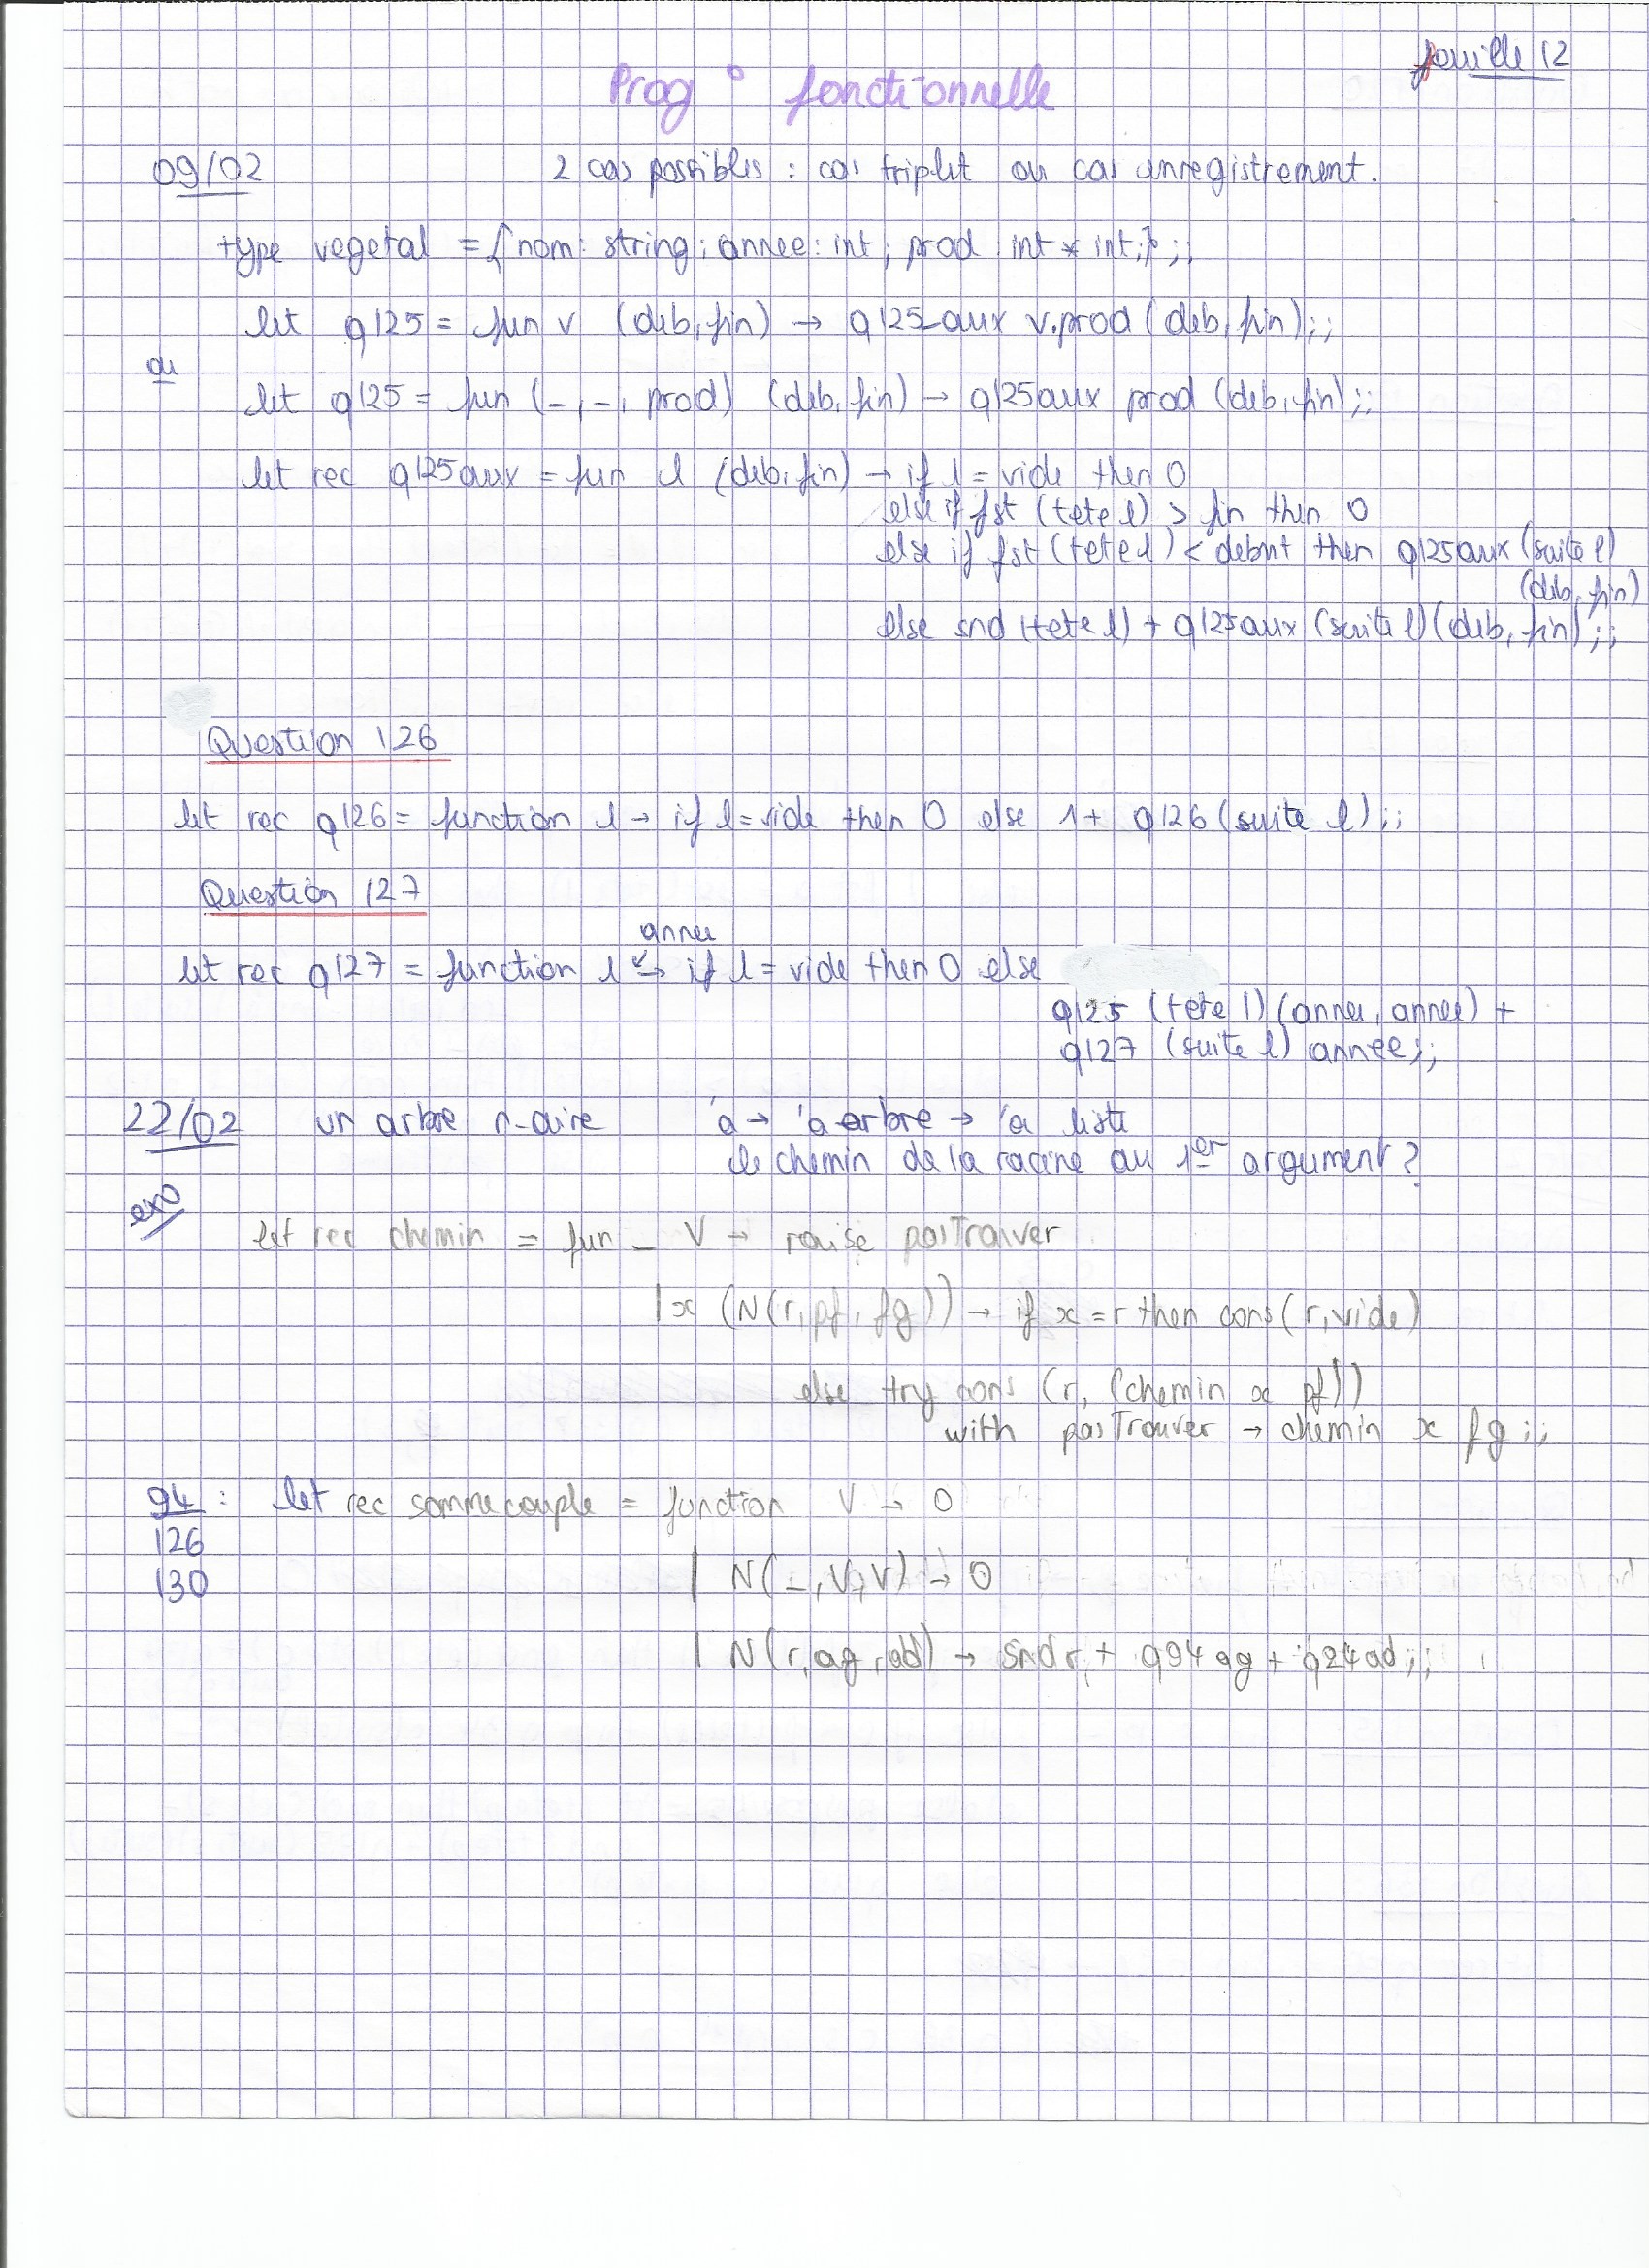 feuille 12
Prog° fonctionnelle
09/02 2 cas possibles : cas triplet ou cas enregistrement.
type vegetal = { nom : string ; annee : int ; prod : int * int ; } ;;
let q125 = fun v (deb, fin) → q125_aux v.prod (deb, fin) ;;
ou
let q125 = fun (_, _, prod) (deb, fin) → q125aux prod (deb, fin) ;;
let rec q125aux = fun l (deb, fin) → if l = vide then 0
else if fst (tete l) > fin then 0
else if fst (tete l) < debut then q125aux (suite l)
(deb, fin)
else snd (tete l) + q125aux (suite l) (deb, fin) ;;
Question 126
let rec q126 = function l → if l = vide then 0 else 1 + q126 (suite l) ;;
Question 127
annee
let rec q127 = function l → if l = vide then 0 else
q125 (tete l) (annee, annee) +
q127 (suite l) annee ;;
22/02 un arbre n-aire 'a → 'a arbre → 'a liste
le chemin de la racine au 1er argument ?
exo
let rec chemin = fun _ V → raise pasTrouver
| x (N(r, pf, fg)) → if x = r then cons (r, vide)
else try cons (r, (chemin x pf))
with pasTrouver → chemin x fg ;;
94 : let rec sommecouple = function V → 0
126
130
| N(_, V, V) → 0
| N(r, ag, ad) → snd r + q94 ag + q24 ad ;;